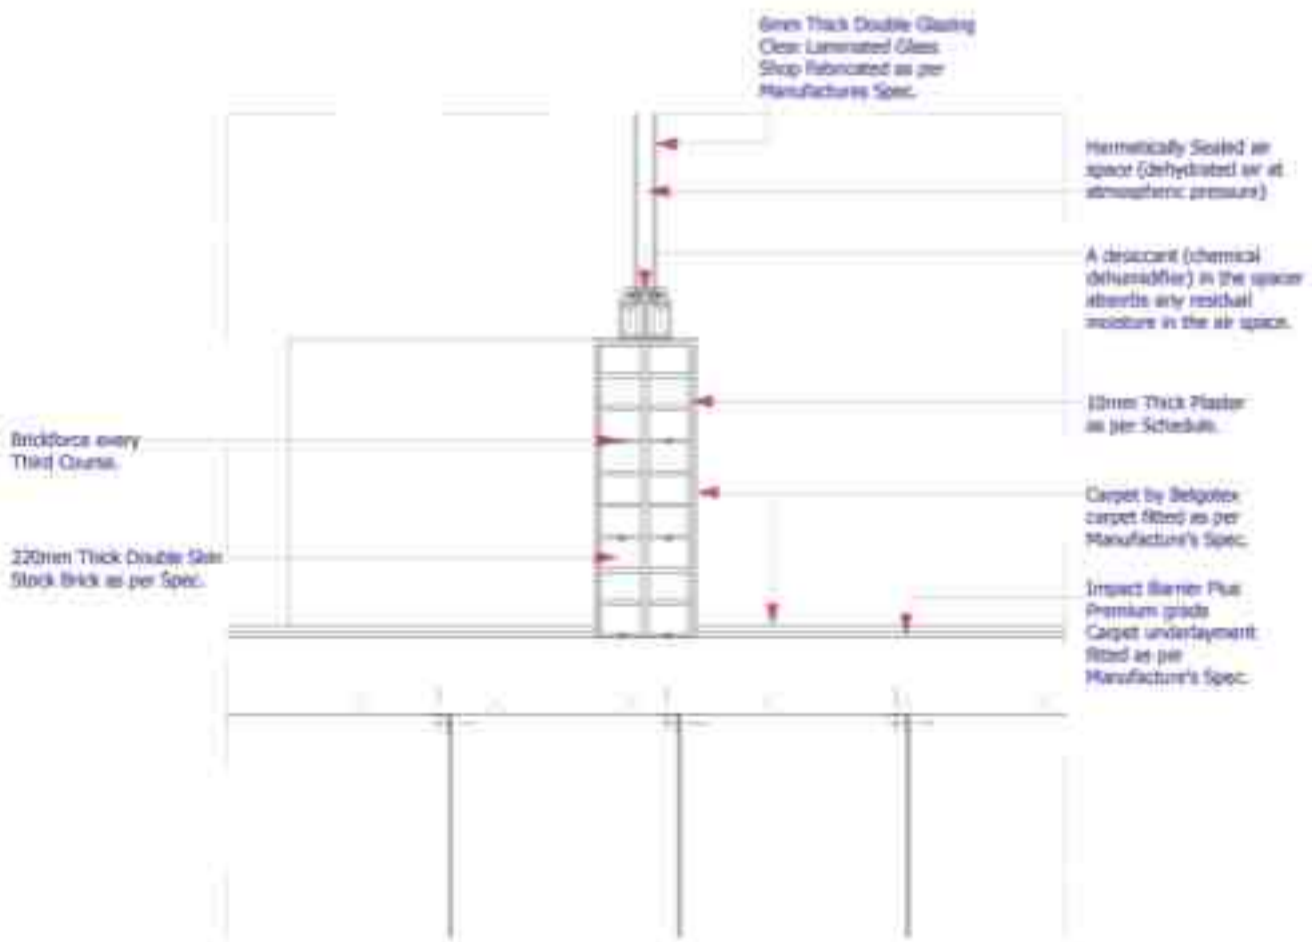 6mm Thick Double Glazing
Clear Laminated Glass
Shop Fabricated as per
Manufactures Spec.
Hermetically Sealed air
space (dehydrated air at
atmospheric pressure)
A desiccant (chemical
dehumidifier) in the spacer
absorbs any residual
moisture in the air space.
10mm Thick Plaster
as per Schedule.
Brickforce every
Third Course.
Carpet by Belgotex
carpet fitted as per
Manufacture's Spec.
220mm Thick Double Skin
Stock Brick as per Spec.
Impact Barrier Plus
Premium grade
Carpet underlayment
fitted as per
Manufacture's Spec.